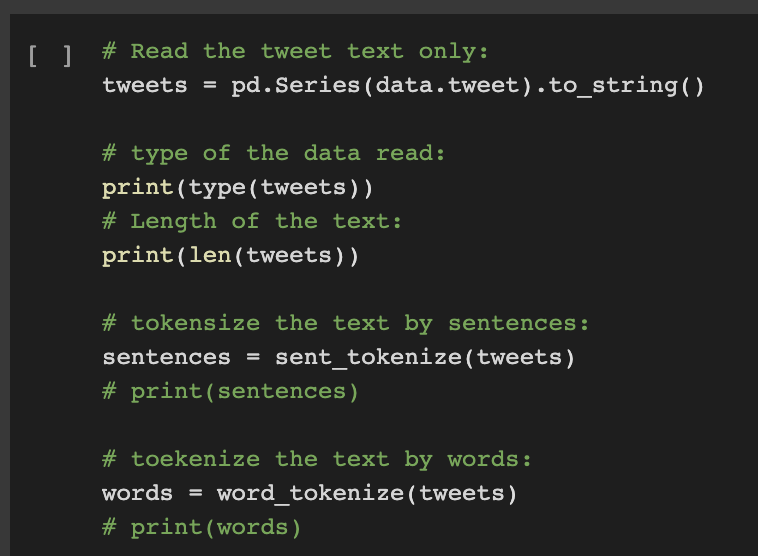 [ ] # Read the tweet text only:
tweets = pd.Series(data.tweet).to_string()
# type of the data read:
print(type(tweets))
# Length of the text:
print(len(tweets))
# tokensize the text by sentences:
sentences = sent_tokenize(tweets)
# print(sentences)
# toekenize the text by words:
words = word_tokenize(tweets)
# print(words)